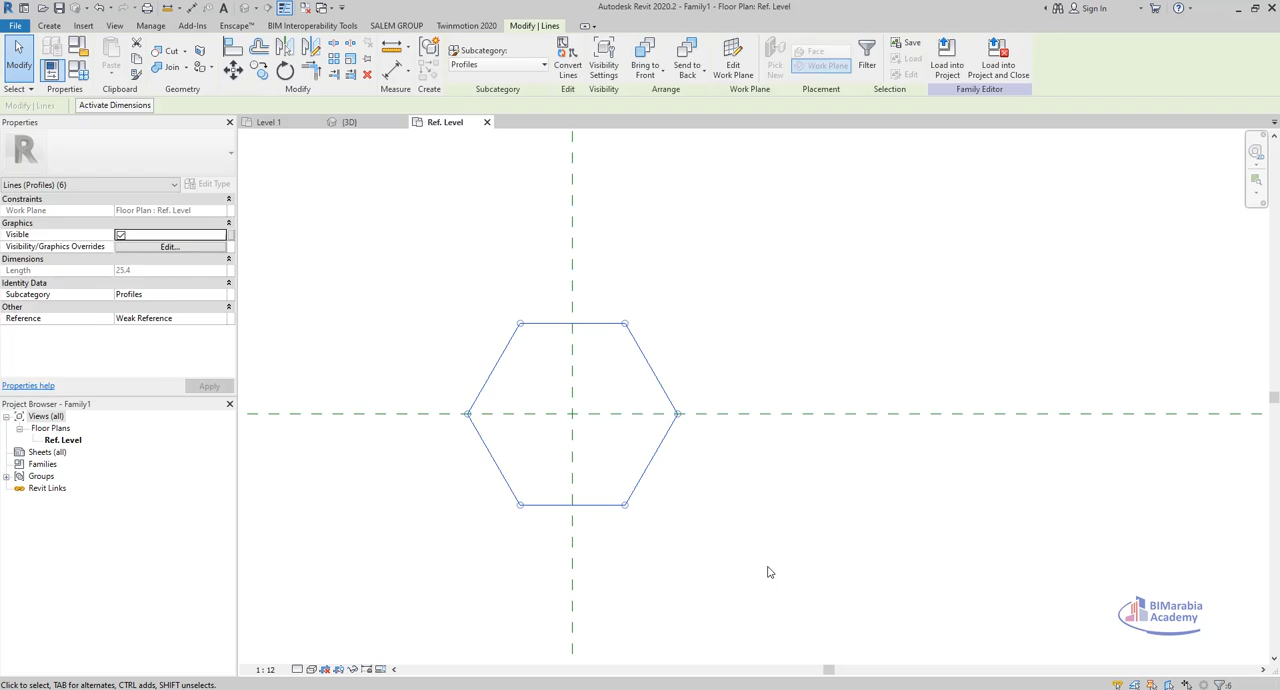 Autodesk Revit 2020.2 - Family1 - Floor Plan: Ref. Level
Sign In
File Create Insert View Manage Add-Ins Enscape™ BIM Interoperability Tools SALEM GROUP Twinmotion 2020 Modify | Lines
Modify
Paste
Cut
Join
Subcategory:
Profiles
Convert Lines
Visibility Settings
Bring to Front
Send to Back
Edit Work Plane
Pick New
Face
Work Plane
Filter
Save
Load
Edit
Load into Project
Load into Project and Close
Select Properties Clipboard Geometry Modify Measure Create Subcategory Edit Visibility Arrange Work Plane Placement Selection Family Editor
Modify | Lines Activate Dimensions
Properties
Level 1 {3D} Ref. Level
R
Lines (Profiles) (6) Edit Type
Constraints
Work Plane Floor Plan : Ref. Level
Graphics
Visible
Visibility/Graphics Overrides Edit...
Dimensions
Length 25.4
Identity Data
Subcategory Profiles
Other
Reference Weak Reference
Properties help Apply
Project Browser - Family1
Views (all)
Floor Plans
Ref. Level
Sheets (all)
Families
Groups
Revit Links
BIMarabia
Academy
1 : 12
Click to select, TAB for alternates, CTRL adds, SHIFT unselects.
:6